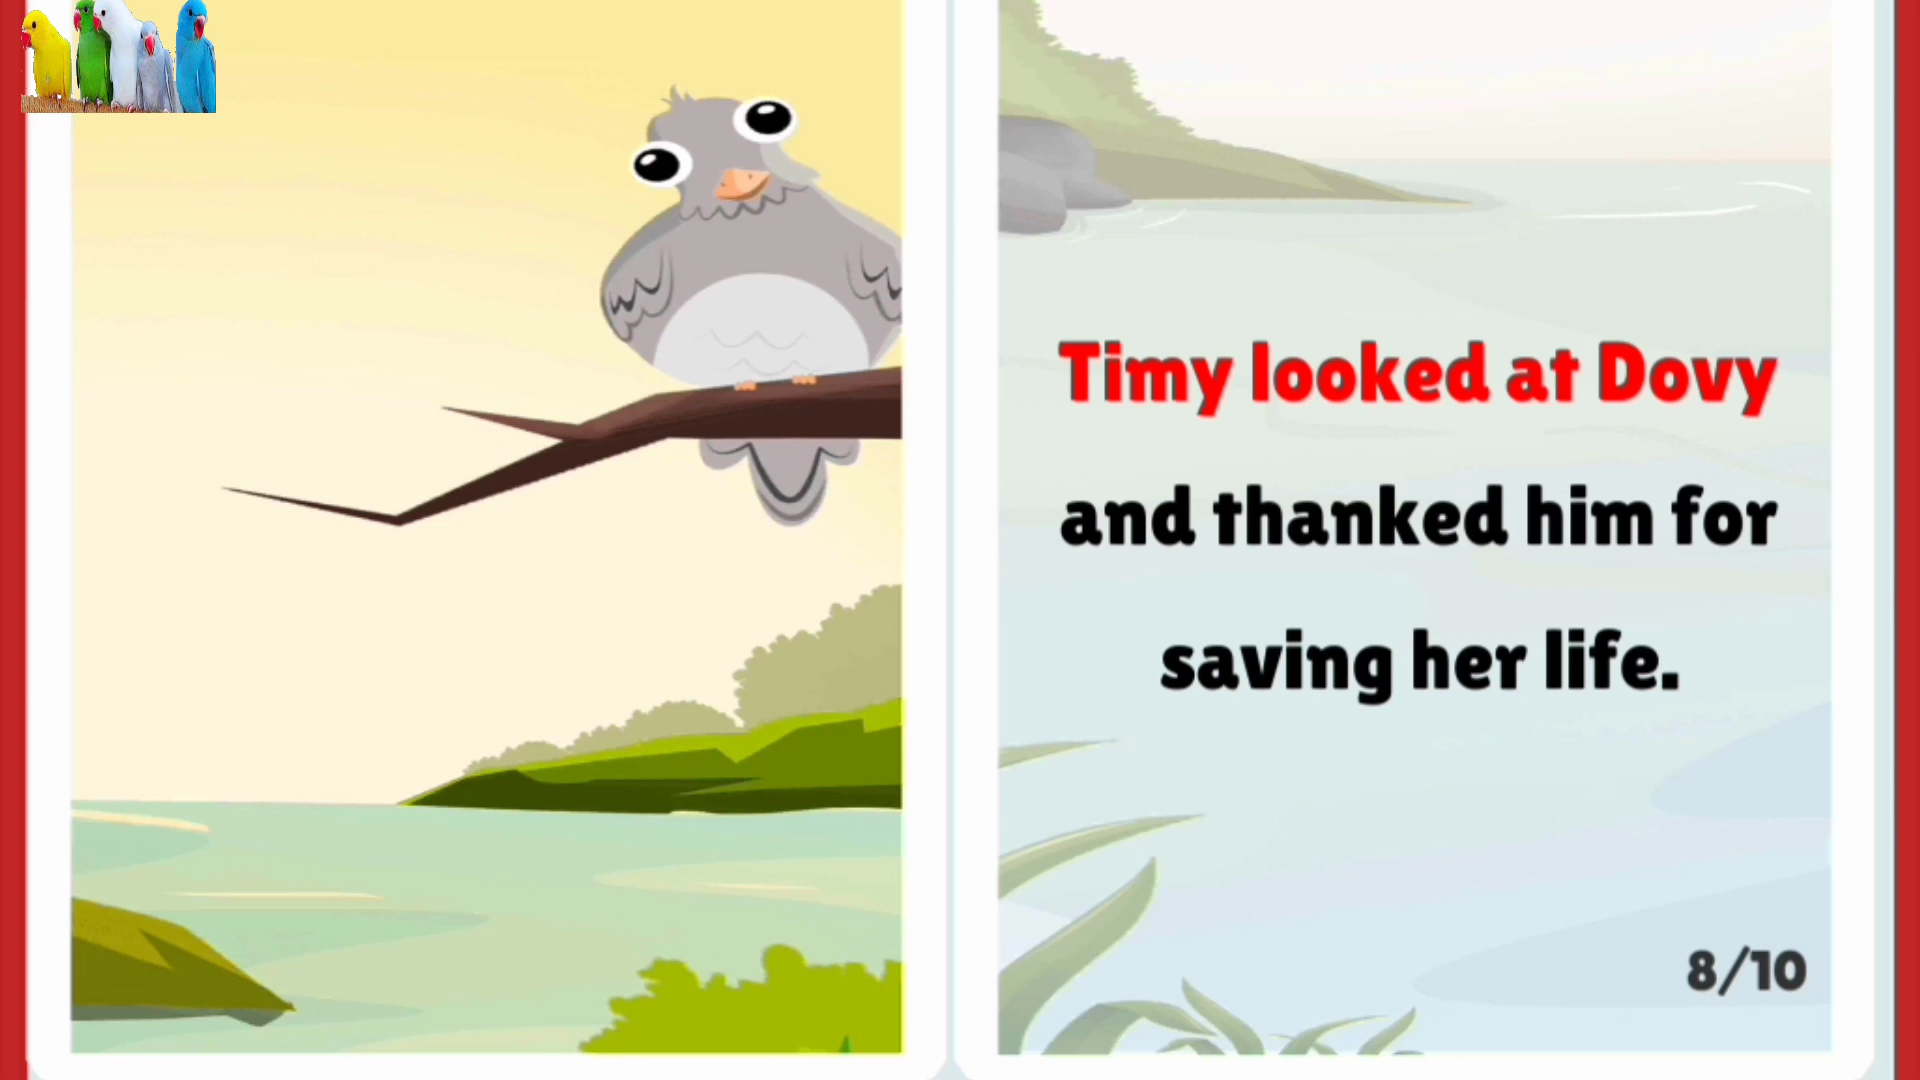 Timy looked at Dovy
and thanked him for
saving her life.
8/10